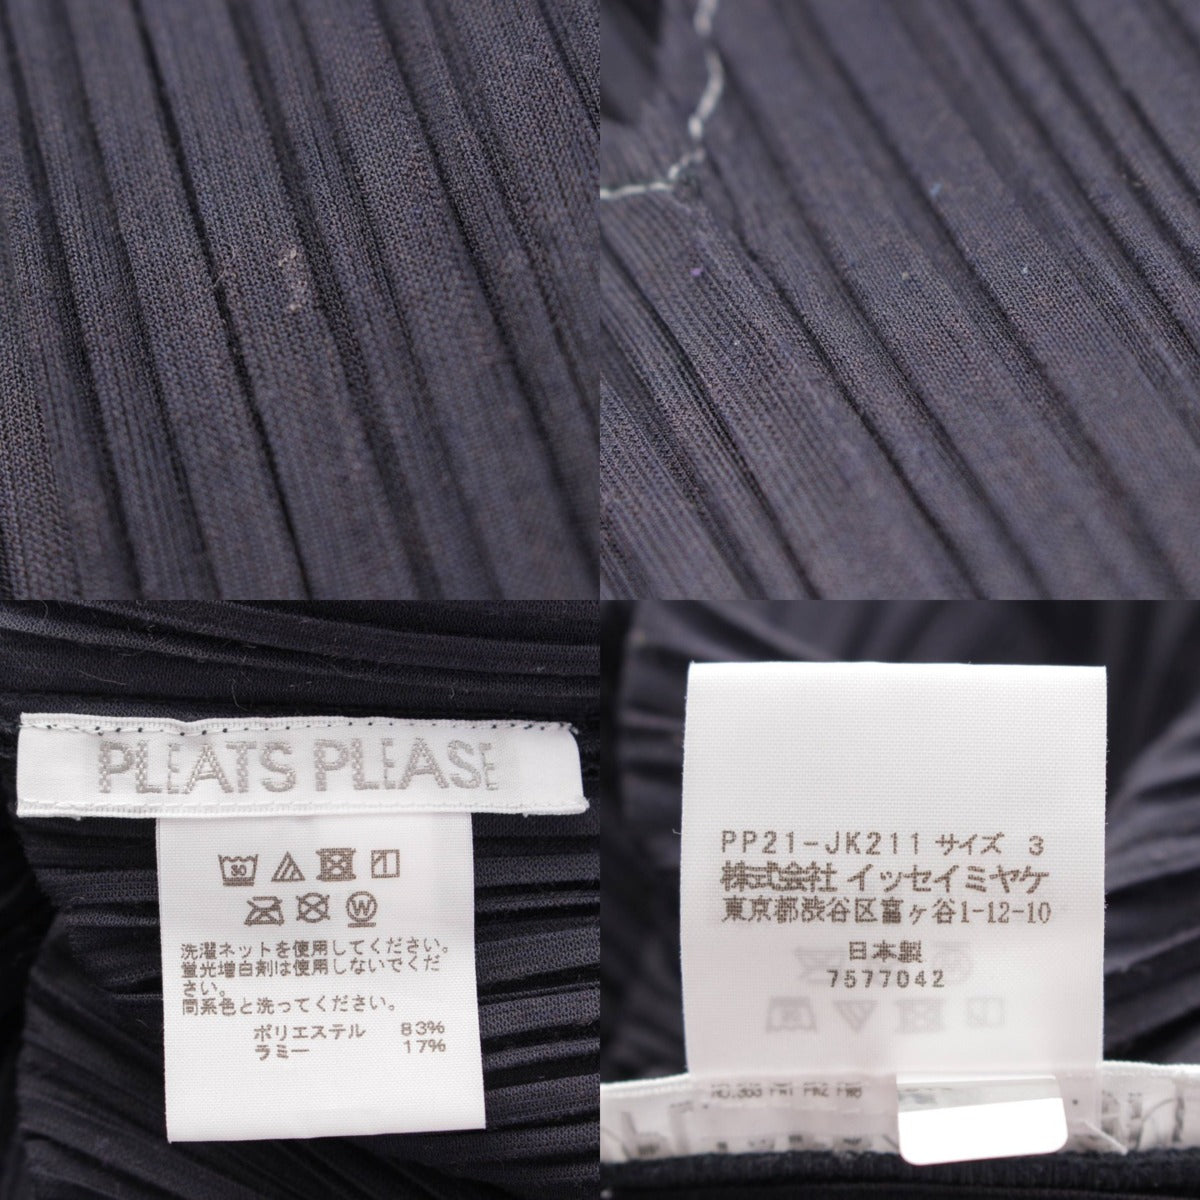 PLEATS PLEASE
30
W
洗濯ネットを使用してください。
蛍光増白剤は使用しないでくだ
さい。
同系色と洗ってください。
ポリエステル 83%
ラミー 17%
PP21-JK211 サイズ 3
株式会社 イッセイミヤケ
東京都渋谷区富ヶ谷1-12-10
日本製
7577042